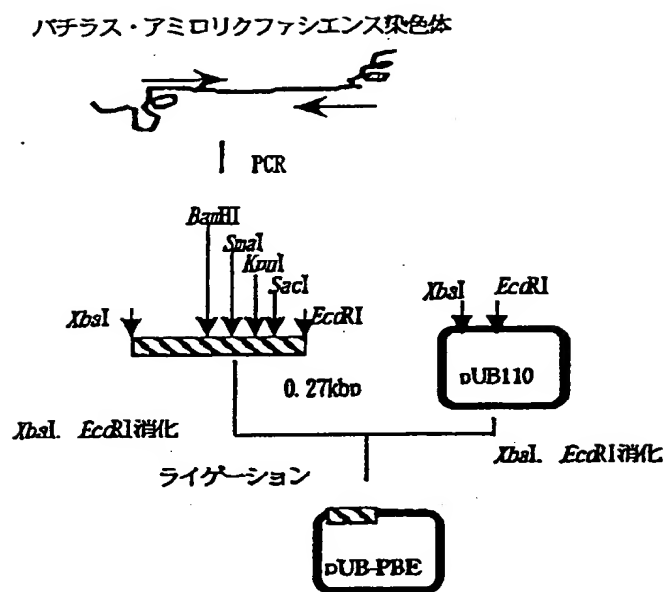 バチラス・アミロリクファシエンス染色体
PCR
BamHI
SmaI
KpnI
SacI
XbaI
EcoRI
XbaI
EcoRI
pUB110
0.27kbp
XbaI. EcoRI消化
XbaI. EcoRI消化
ライゲーション
pUB-PBE